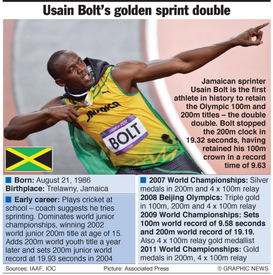 Usain Bolt's golden sprint double
Jamaican sprinter
Usain Bolt is the first
athlete in history to retain
the Olympic 100m and
200m titles – the double
double. Bolt stopped
the 200m clock in
19.32 seconds, having
retained his 100m
crown in a record
time of 9.63
JAMAICA
BOLT
Born: August 21, 1986
Birthplace: Trelawny, Jamaica
Early career: Plays cricket at
school – coach suggests he tries
sprinting. Dominates world junior
championships, winning 2002
world junior 200m title at age of 15.
Adds 200m world youth title a year
later and sets 200m junior world
record at 19.93 seconds in 2004
2007 World Championships: Silver
medals in 200m and 4 x 100m relay
2008 Beijing Olympics: Triple gold
in 100m, 200m and 4 x 100m relay
2009 World Championships: Sets
100m world record of 9.58 seconds
and 200m world record of 19.19.
Also 4 x 100m relay gold medallist
2011 World Championships: Gold
medals in 200m, 4 x 100m relay
Sources: IAAF, IOC
Picture: Associated Press
© GRAPHIC NEWS